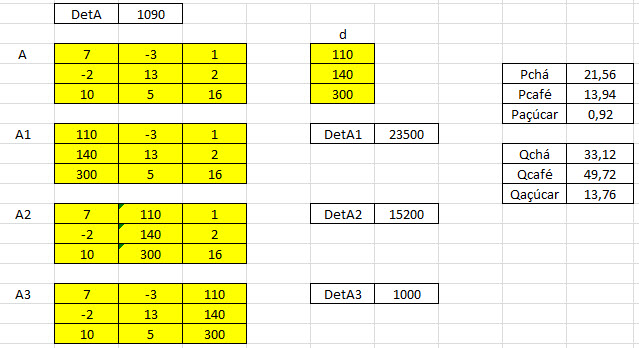 DetA 1090
d
A 7 -3 1 110
-2 13 2 140 Pchá 21,56
10 5 16 300 Pcafé 13,94
Paçúcar 0,92
A1 110 -3 1 DetA1 23500
140 13 2 Qchá 33,12
300 5 16 Qcafé 49,72
Qaçúcar 13,76
A2 7 110 1 DetA2 15200
-2 140 2
10 300 16
A3 7 -3 110 DetA3 1000
-2 13 140
10 5 300